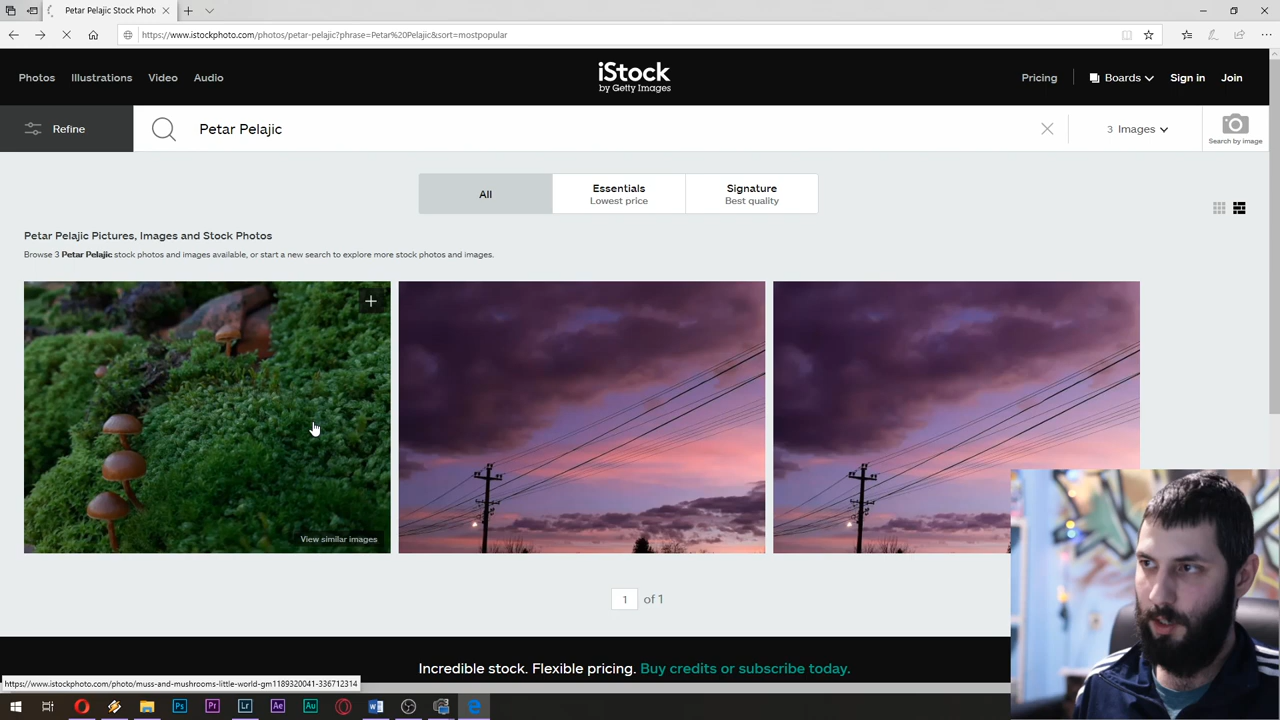 Petar Pelajic Stock Phot
https://www.istockphoto.com/photos/petar-pelajic?phrase=Petar%20Pelajic&sort=mostpopular
Photos Illustrations Video Audio
iStock
by Getty Images
Pricing Boards Sign in Join
Refine
Petar Pelajic
3 Images
Search by image
All
Essentials
Lowest price
Signature
Best quality
Petar Pelajic Pictures, Images and Stock Photos
Browse 3 Petar Pelajic stock photos and images available, or start a new search to explore more stock photos and images.
View similar images
1 of 1
Incredible stock. Flexible pricing. Buy credits or subscribe today.
https://www.istockphoto.com/photo/muss-and-mushrooms-little-world-gm1189320041-336712314
Ps Pr Lr Ae Au